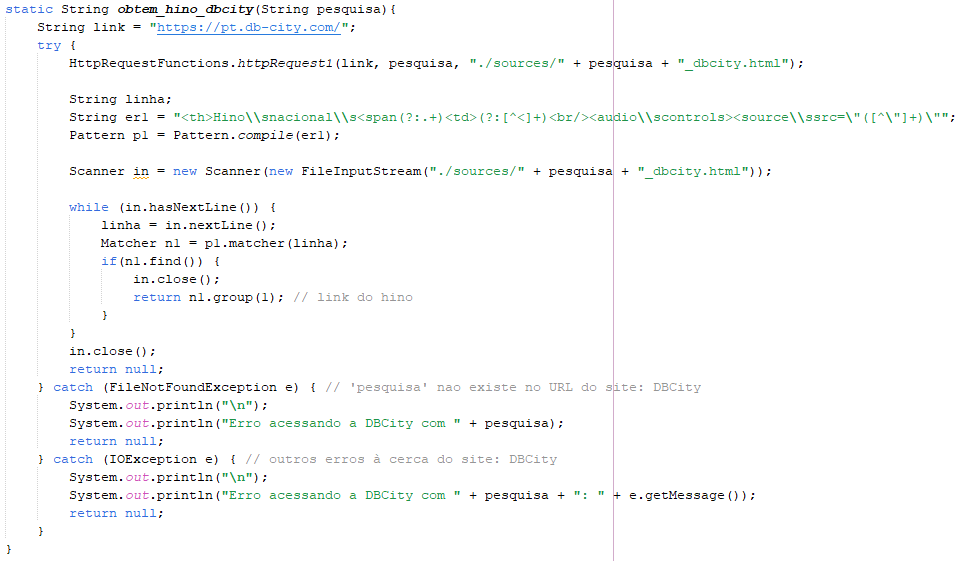 static String obtem_hino_dbcity(String pesquisa){
    String link = "https://pt.db-city.com/";
    try {
        HttpRequestFunctions.httpRequest1(link, pesquisa, "./sources/" + pesquisa + "_dbcity.html");

        String linha;
        String er1 = "<th>Hino\\snacional\\s<span(?:.+)<td>(?:[^<]+)<br/><audio\\scontrols><source\\ssrc=\"([^\"]+)\"";
        Pattern p1 = Pattern.compile(er1);

        Scanner in = new Scanner(new FileInputStream("./sources/" + pesquisa + "_dbcity.html"));

        while (in.hasNextLine()) {
            linha = in.nextLine();
            Matcher n1 = p1.matcher(linha);
            if(n1.find()) {
                in.close();
                return n1.group(1); // link do hino
            }
        }
        in.close();
        return null;
    } catch (FileNotFoundException e) { // 'pesquisa' nao existe no URL do site: DBCity
        System.out.println("\n");
        System.out.println("Erro acessando a DBCity com " + pesquisa);
        return null;
    } catch (IOException e) { // outros erros à cerca do site: DBCity
        System.out.println("\n");
        System.out.println("Erro acessando a DBCity com " + pesquisa + ": " + e.getMessage());
        return null;
    }
}